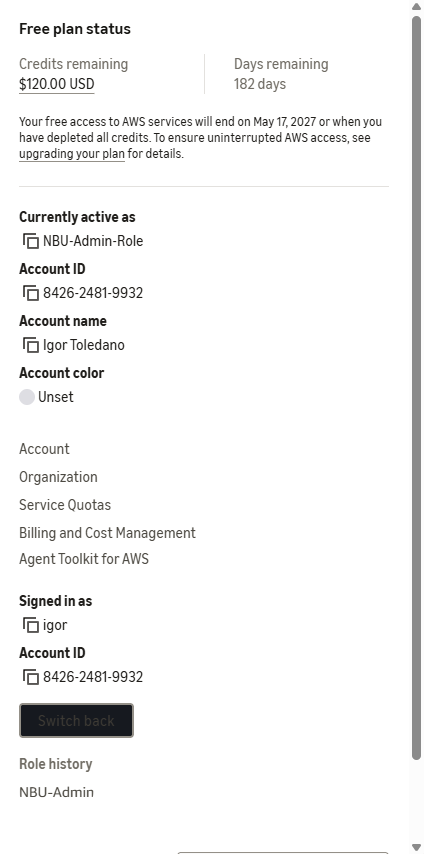 Free plan status
Credits remaining
$120.00 USD
Days remaining
182 days
Your free access to AWS services will end on May 17, 2027 or when you
have depleted all credits. To ensure uninterrupted AWS access, see
upgrading your plan for details.
Currently active as
NBU-Admin-Role
Account ID
8426-2481-9932
Account name
Igor Toledano
Account color
Unset
Account
Organization
Service Quotas
Billing and Cost Management
Agent Toolkit for AWS
Signed in as
igor
Account ID
8426-2481-9932
Switch back
Role history
NBU-Admin